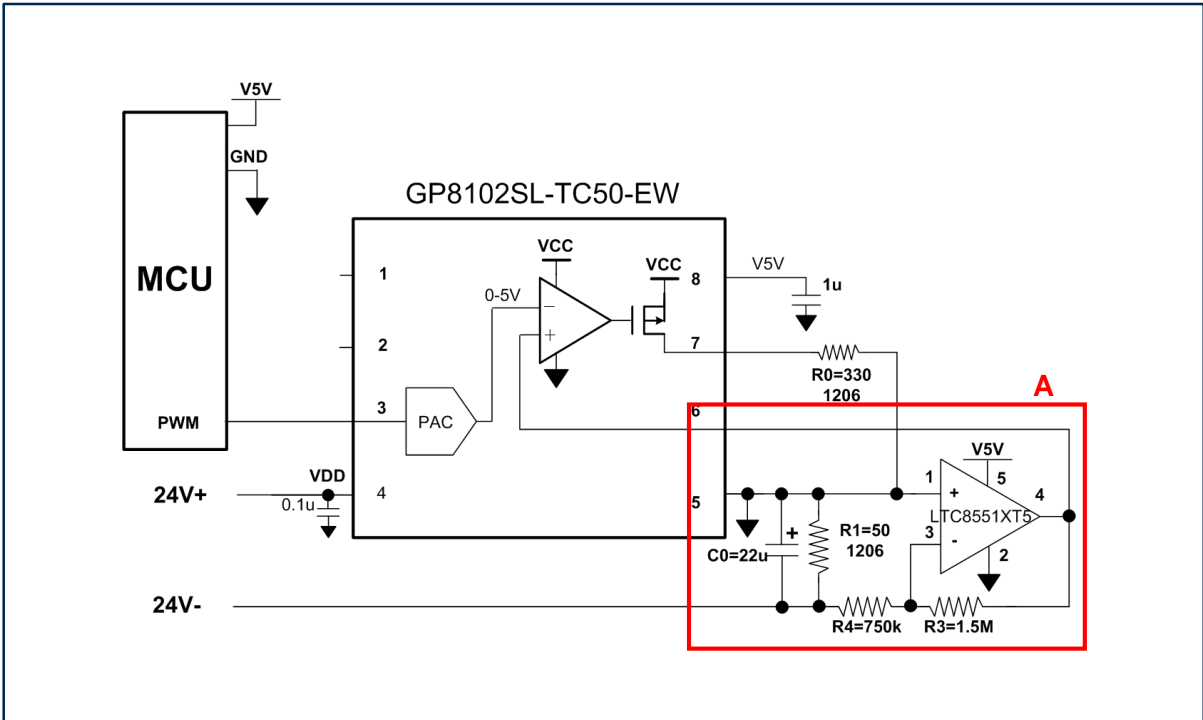 V5V
GND
MCU
PWM
24V+
24V-
GP8102SL-TC50-EW
1
2
3
4
VDD
0.1u
PAC
0-5V
VCC
VCC
-
+
8
7
6
5
V5V
1u
R0=330
1206
A
V5V
1
+
5
4
LTC8551XT5
3
-
2
+
R1=50
1206
C0=22u
R4=750k
R3=1.5M